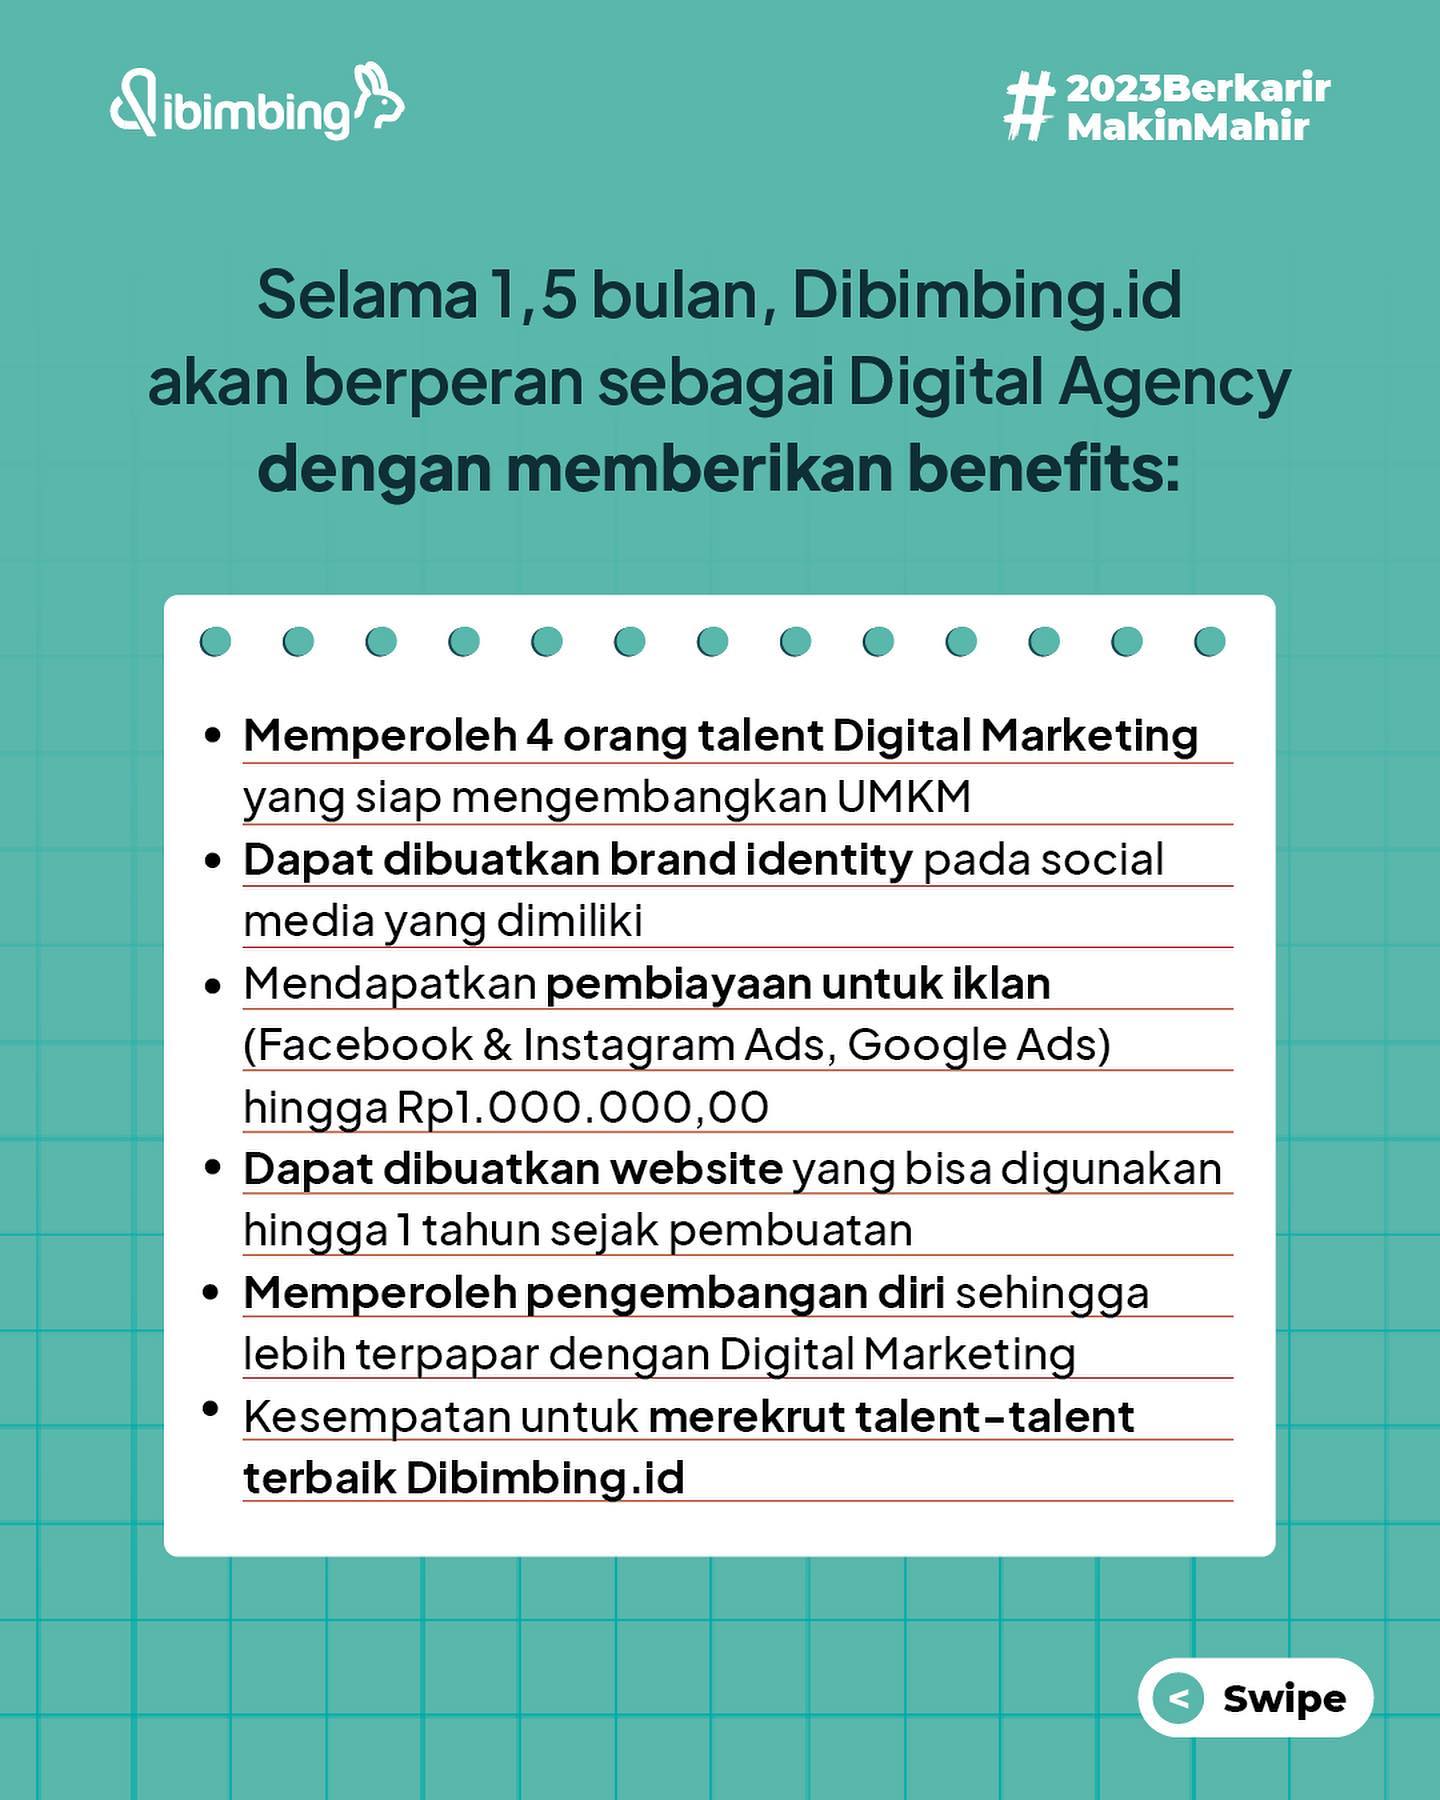 Dibimbing
#2023Berkarir
MakinMahir
Selama 1,5 bulan, Dibimbing.id
akan berperan sebagai Digital Agency
dengan memberikan benefits:
• Memperoleh 4 orang talent Digital Marketing
yang siap mengembangkan UMKM
• Dapat dibuatkan brand identity pada social
media yang dimiliki
• Mendapatkan pembiayaan untuk iklan
(Facebook & Instagram Ads, Google Ads)
hingga Rp1.000.000,00
• Dapat dibuatkan website yang bisa digunakan
hingga 1 tahun sejak pembuatan
• Memperoleh pengembangan diri sehingga
lebih terpapar dengan Digital Marketing
• Kesempatan untuk merekrut talent-talent
terbaik Dibimbing.id
< Swipe